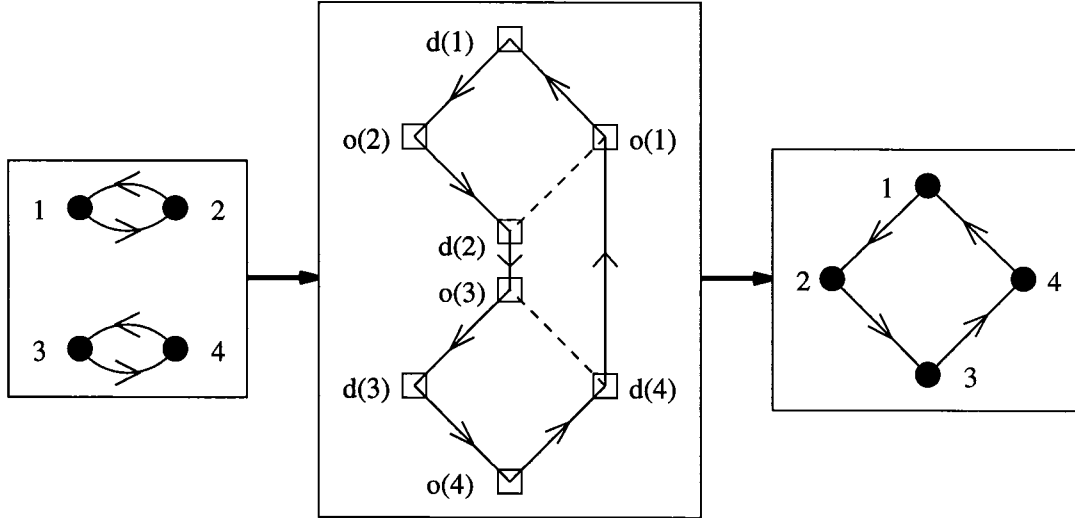 1 2
3 4
d(1)
o(2) o(1)
d(2)
o(3)
d(3) d(4)
o(4)
1
2 4
3